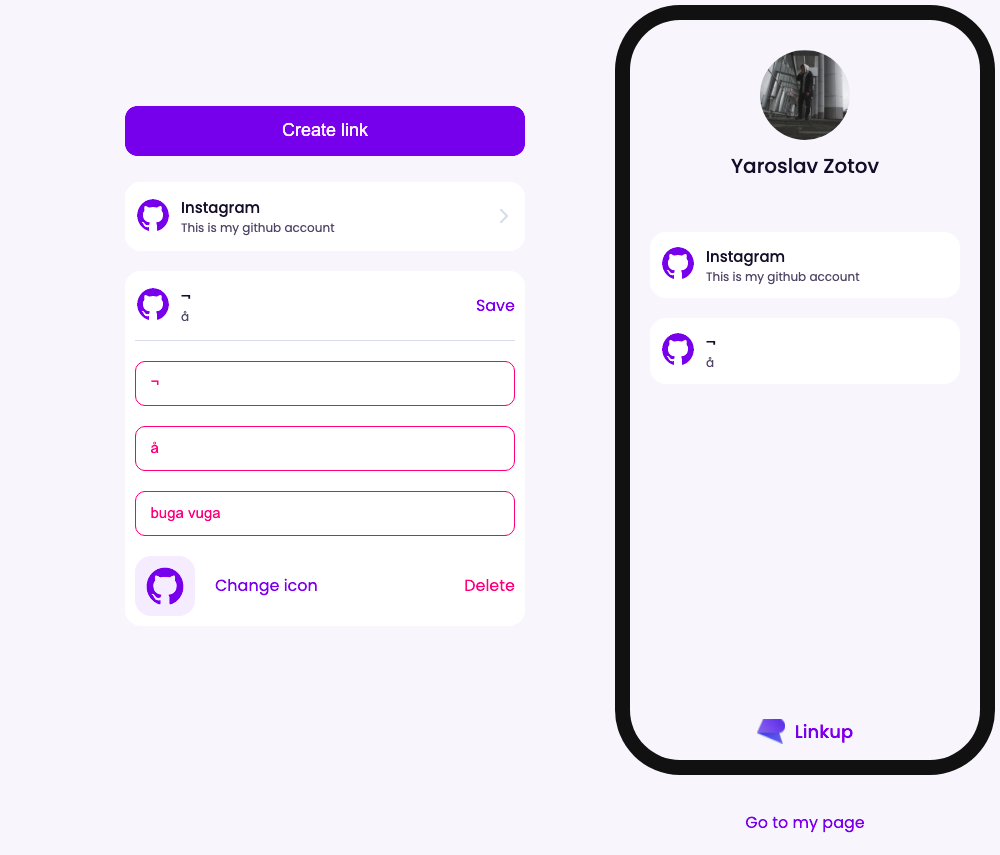 Create link
Instagram
This is my github account
¬
å
Save
¬
å
buga vuga
Change icon
Delete
Yaroslav Zotov
Instagram
This is my github account
¬
å
Linkup
Go to my page